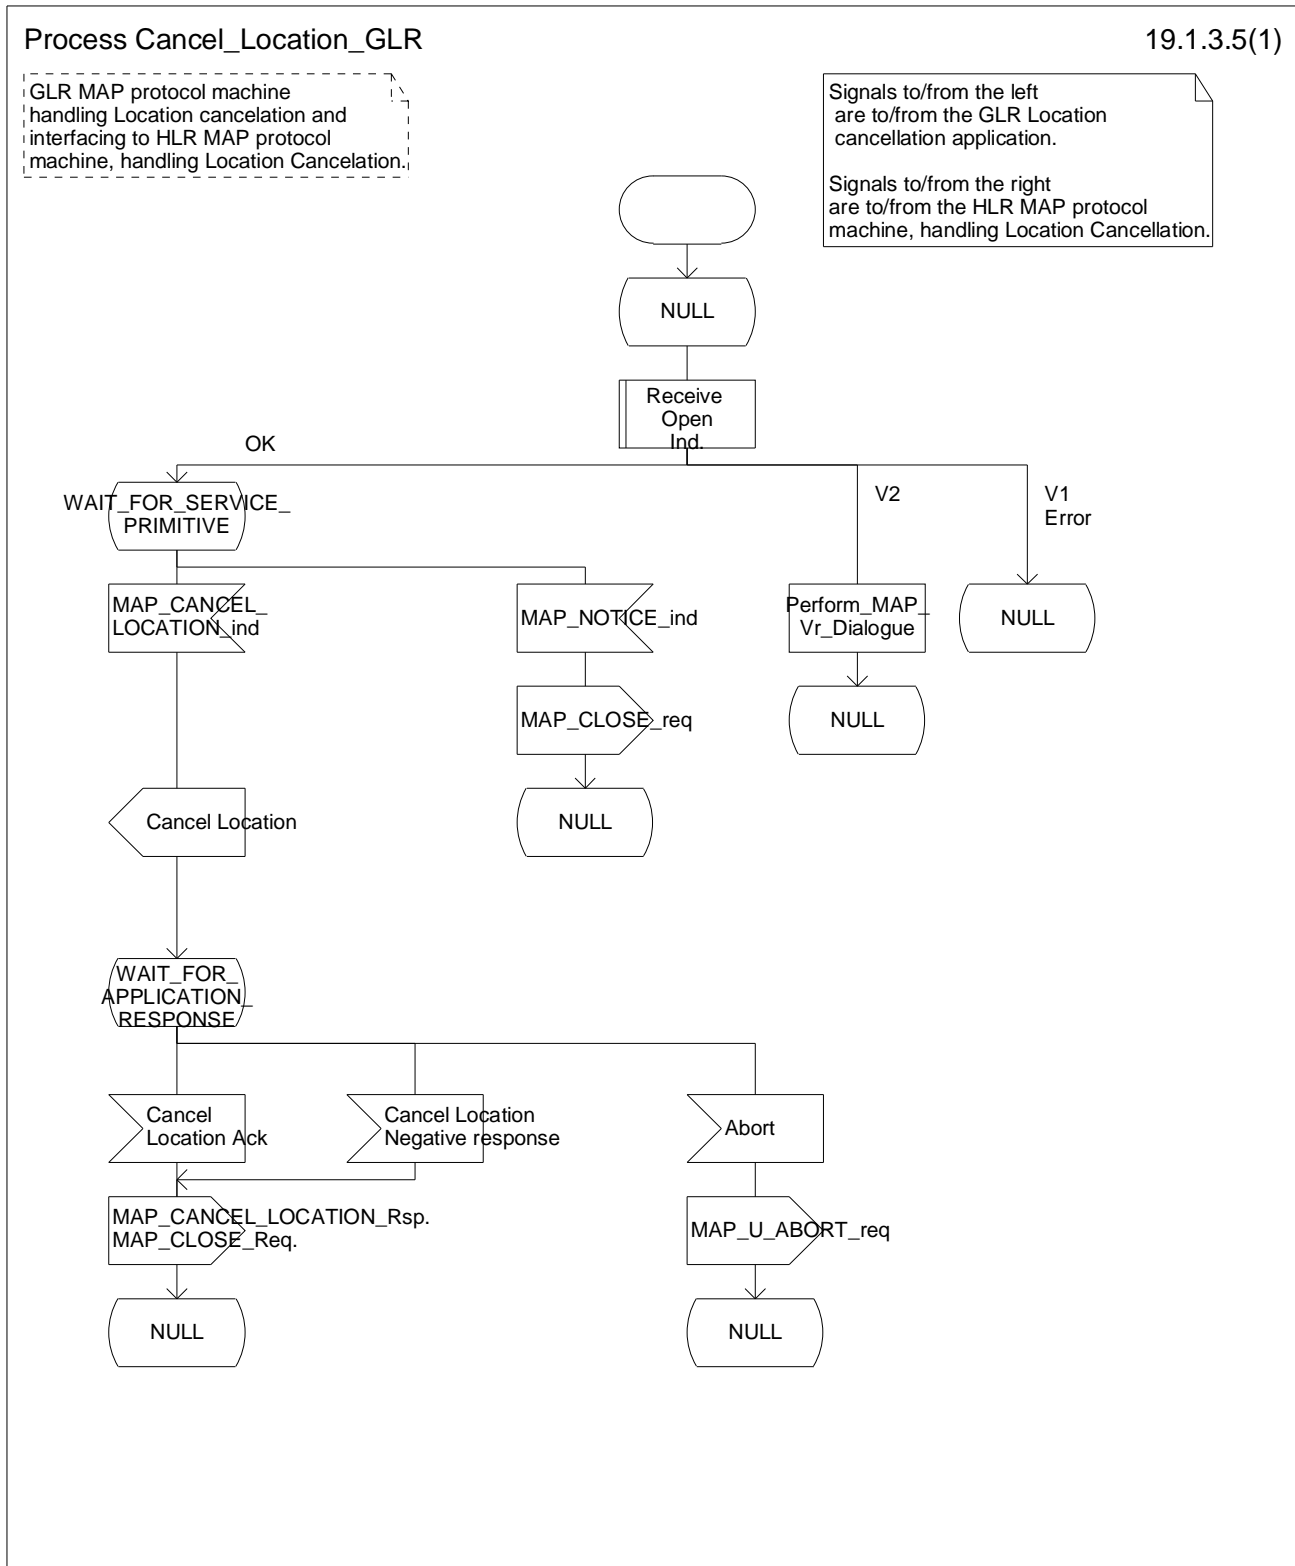 Process Cancel_Location_GLR
19.1.3.5(1)
GLR MAP protocol machine
handling Location cancelation and
interfacing to HLR MAP protocol
machine, handling Location Cancelation.
Signals to/from the left
are to/from the GLR Location
cancellation application.
Signals to/from the right
are to/from the HLR MAP protocol
machine, handling Location Cancellation.
NULL
Receive
Open
Ind.
OK
V2
V1
Error
WAIT_FOR_SERVICE_
PRIMITIVE
MAP_CANCEL_
LOCATION_ind
MAP_NOTICE_ind
Perform_MAP_
Vr_Dialogue
NULL
MAP_CLOSE_req
NULL
Cancel Location
NULL
WAIT_FOR_
APPLICATION_
RESPONSE
Cancel
Location Ack
Cancel Location
Negative response
Abort
MAP_CANCEL_LOCATION_Rsp.
MAP_CLOSE_Req.
MAP_U_ABORT_req
NULL
NULL